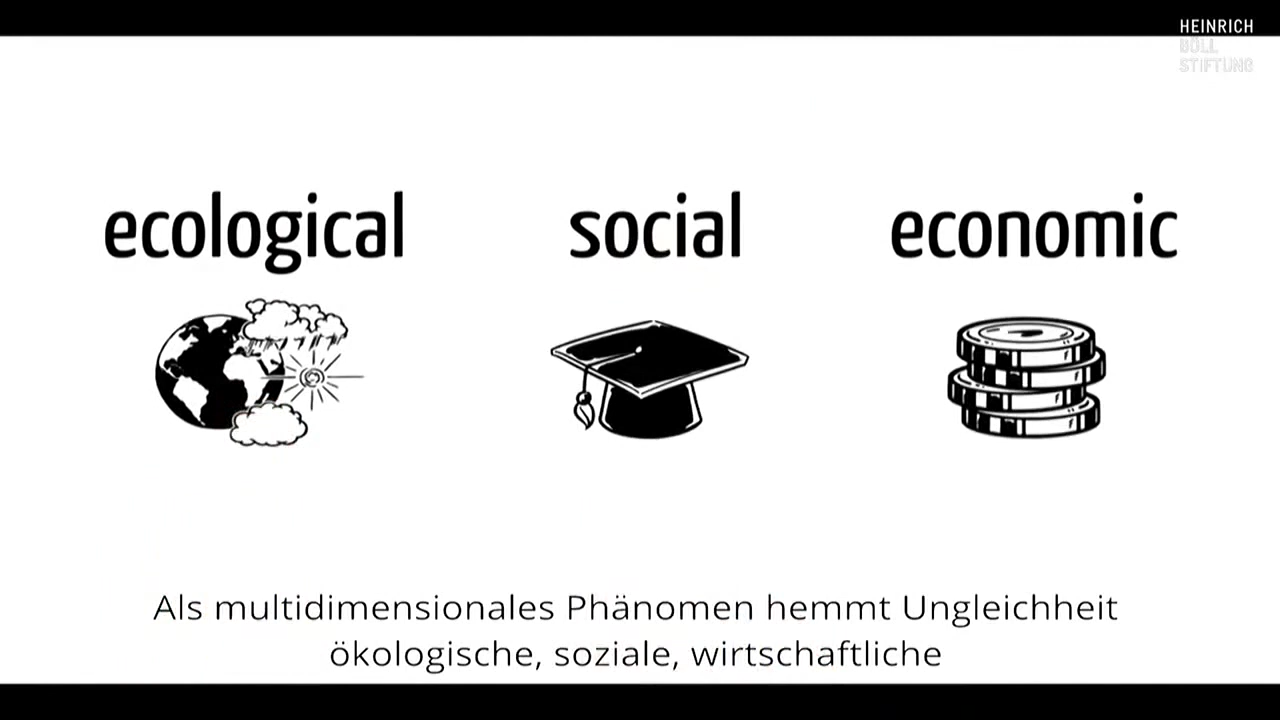 HEINRICH
BÖLL
STIFTUNG
ecological social economic
Als multidimensionales Phänomen hemmt Ungleichheit
ökologische, soziale, wirtschaftliche